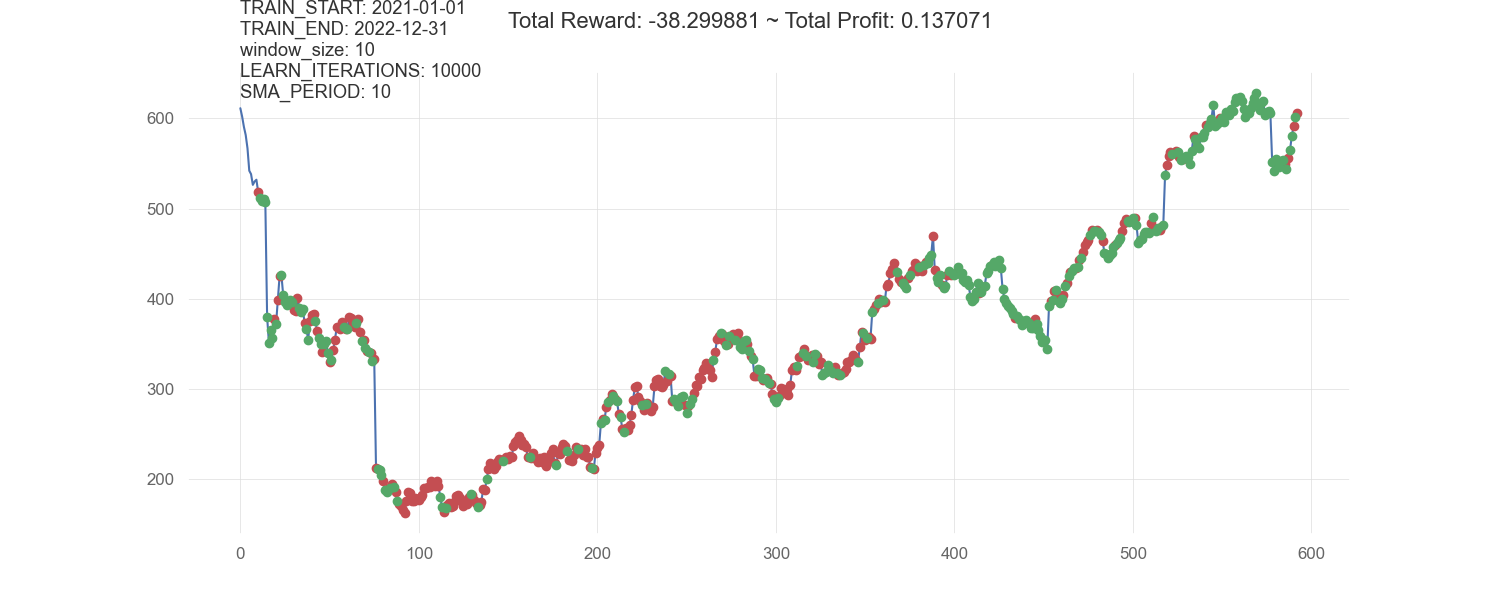 TRAIN_START: 2021-01-01
TRAIN_END: 2022-12-31
window_size: 10
LEARN_ITERATIONS: 10000
SMA_PERIOD: 10
Total Reward: -38.299881 ~ Total Profit: 0.137071
600
500
400
300
200
0 100 200 300 400 500 600